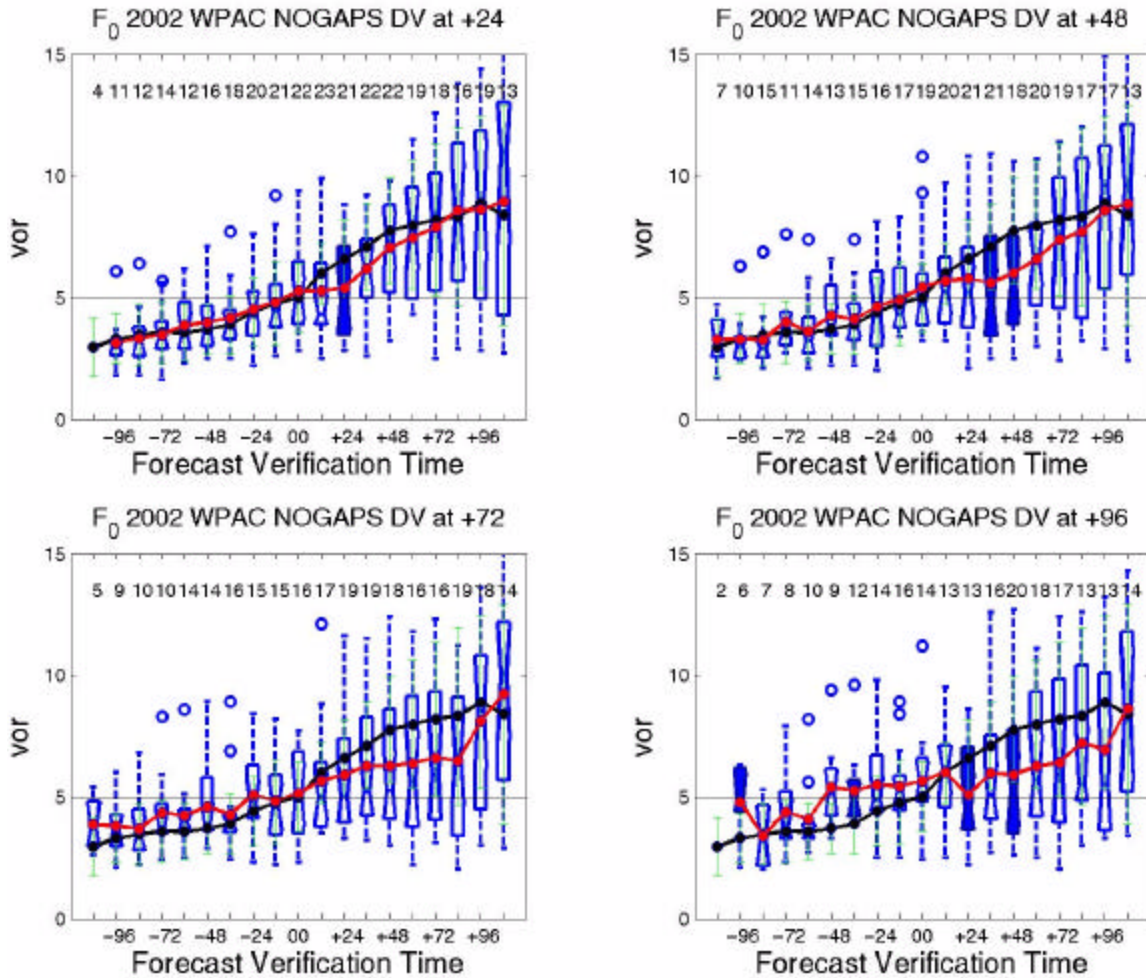 F0 2002 WPAC NOGAPS DV at +24
15
4 11 12 14 12 16 18 20 21 22 23 21 22 22 19 18 16 19 13
10
vor
5
0
-96 -72 -48 -24 00 +24 +48 +72 +96
Forecast Verification Time
F0 2002 WPAC NOGAPS DV at +48
15
7 10 15 11 14 13 15 16 17 19 20 21 21 18 20 19 17 17 13
10
vor
5
0
-96 -72 -48 -24 00 +24 +48 +72 +96
Forecast Verification Time
F0 2002 WPAC NOGAPS DV at +72
15
5 9 10 10 14 14 16 15 15 16 17 19 19 18 16 16 19 18 14
10
vor
5
0
-96 -72 -48 -24 00 +24 +48 +72 +96
Forecast Verification Time
F0 2002 WPAC NOGAPS DV at +96
15
2 6 7 8 10 9 12 14 16 14 13 13 16 20 18 17 13 13 14
10
vor
5
0
-96 -72 -48 -24 00 +24 +48 +72 +96
Forecast Verification Time